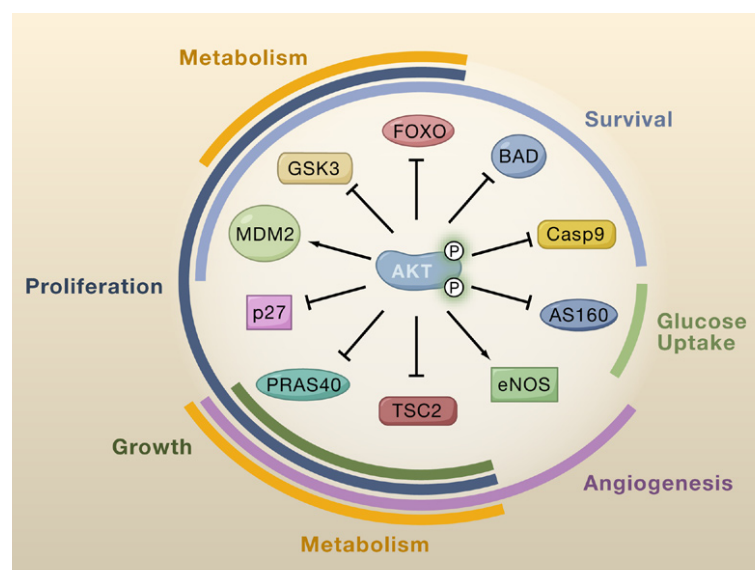 Metabolism
Survival
FOXO
GSK3
BAD
MDM2
Casp9
AKT
P
P
Proliferation
p27
AS160
Glucose
Uptake
PRAS40
eNOS
TSC2
Growth
Angiogenesis
Metabolism